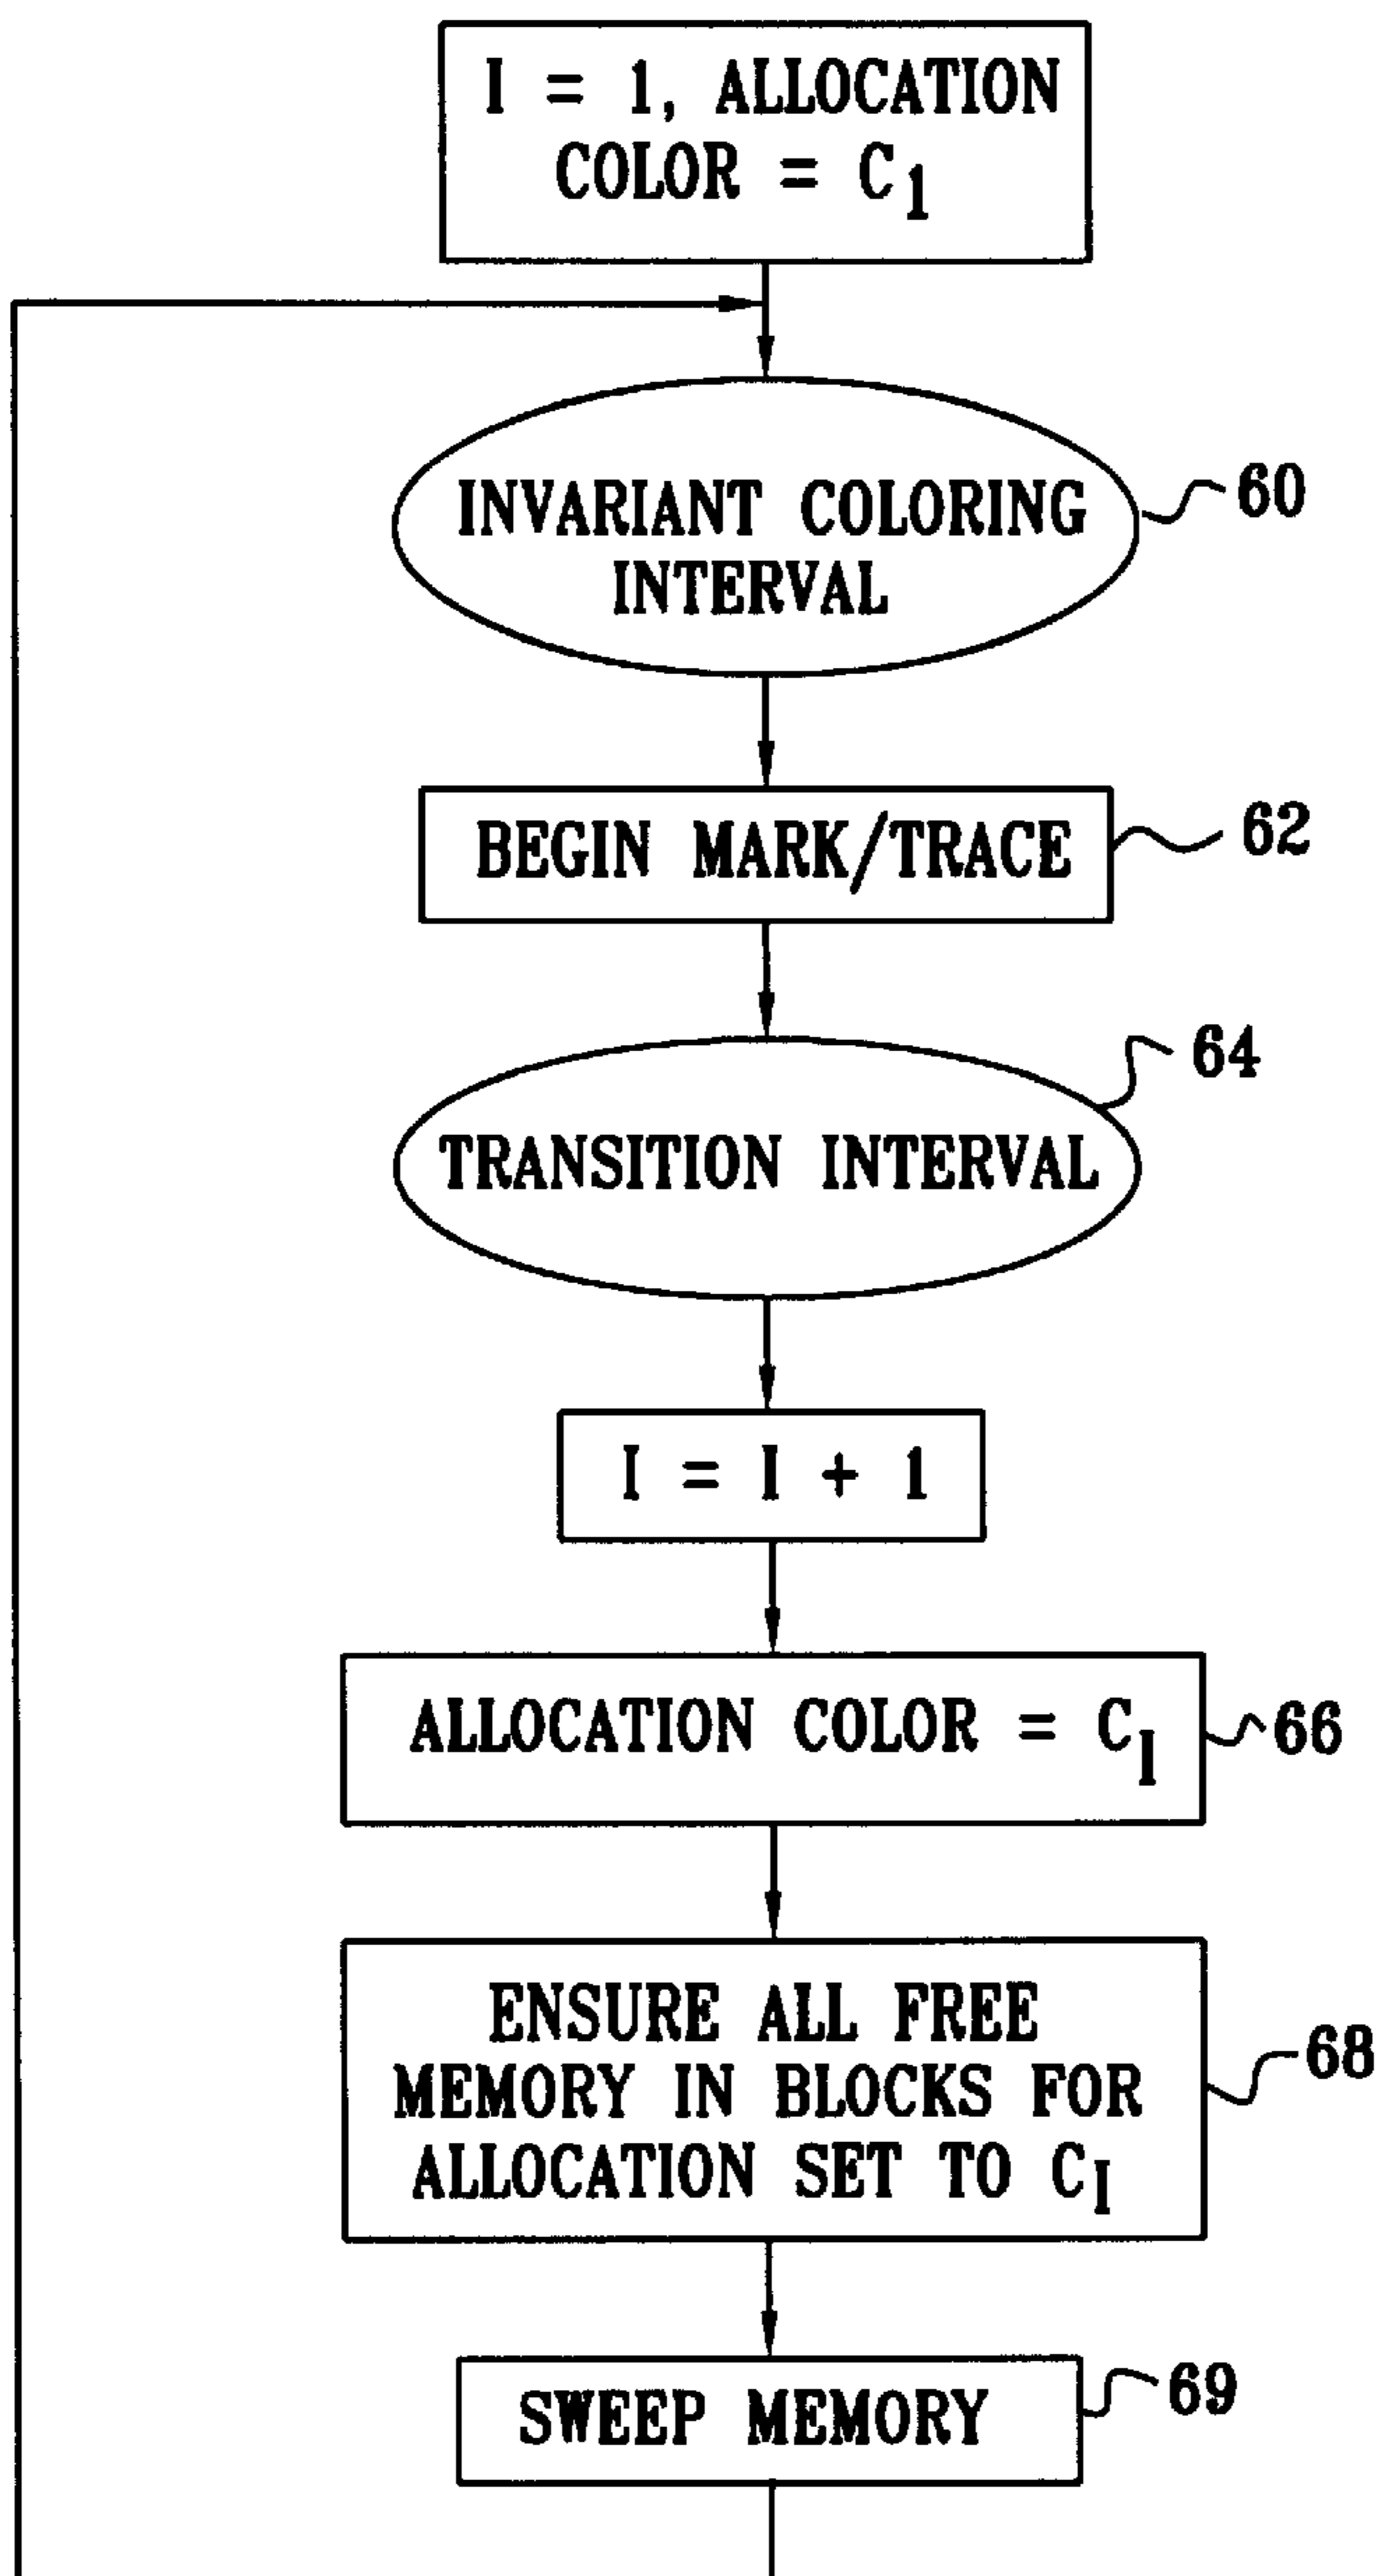 I = 1, ALLOCATION
COLOR = C1
INVARIANT COLORING
INTERVAL
60
BEGIN MARK/TRACE
62
64
TRANSITION INTERVAL
I = I + 1
ALLOCATION COLOR = CI
66
ENSURE ALL FREE
MEMORY IN BLOCKS FOR
ALLOCATION SET TO CI
68
SWEEP MEMORY
69